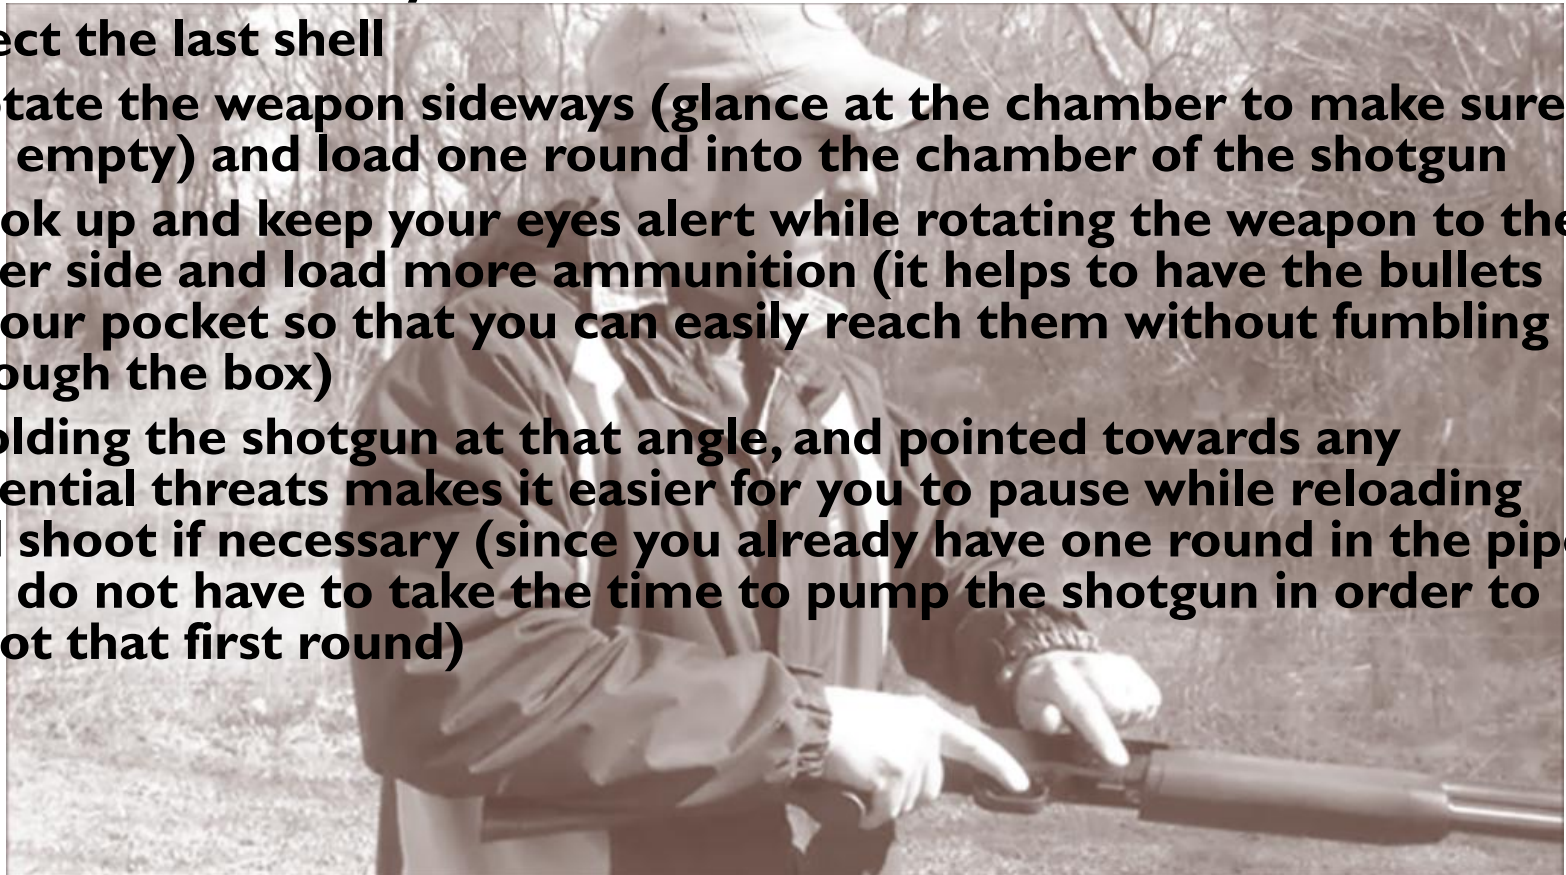 ect the last shell
tate the weapon sideways (glance at the chamber to make sure
empty) and load one round into the chamber of the shotgun
ok up and keep your eyes alert while rotating the weapon to the
er side and load more ammunition (it helps to have the bullets
our pocket so that you can easily reach them without fumbling
ough the box)
olding the shotgun at that angle, and pointed towards any
ential threats makes it easier for you to pause while reloading
shoot if necessary (since you already have one round in the pip
do not have to take the time to pump the shotgun in order to
ot that first round)